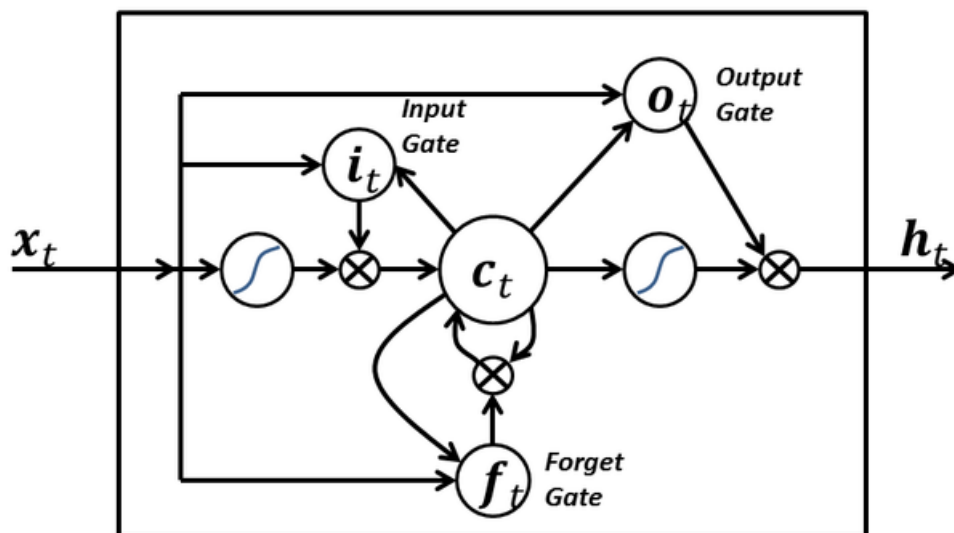 Output
Gate
o_t
Input
Gate
i_t
x_t
c_t
h_t
Forget
Gate
f_t